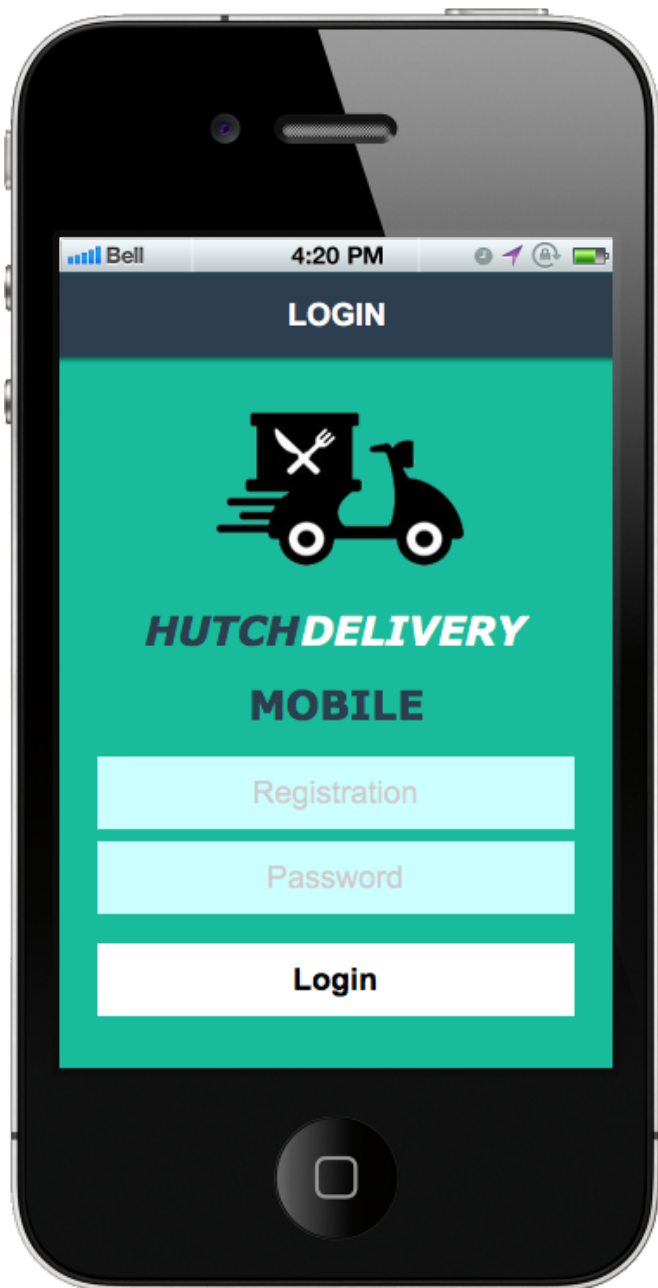 Bell 4:20 PM
LOGIN
HUTCHDELIVERY
MOBILE
Registration
Password
Login